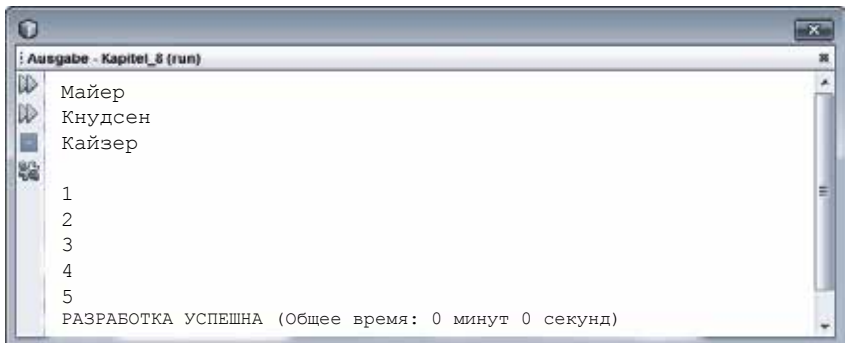 Ausgabe - Kapitel_8 (run)
Майер
Кнудсен
Кайзер
1
2
3
4
5
РАЗРАБОТКА УСПЕШНА (Общее время: 0 минут 0 секунд)